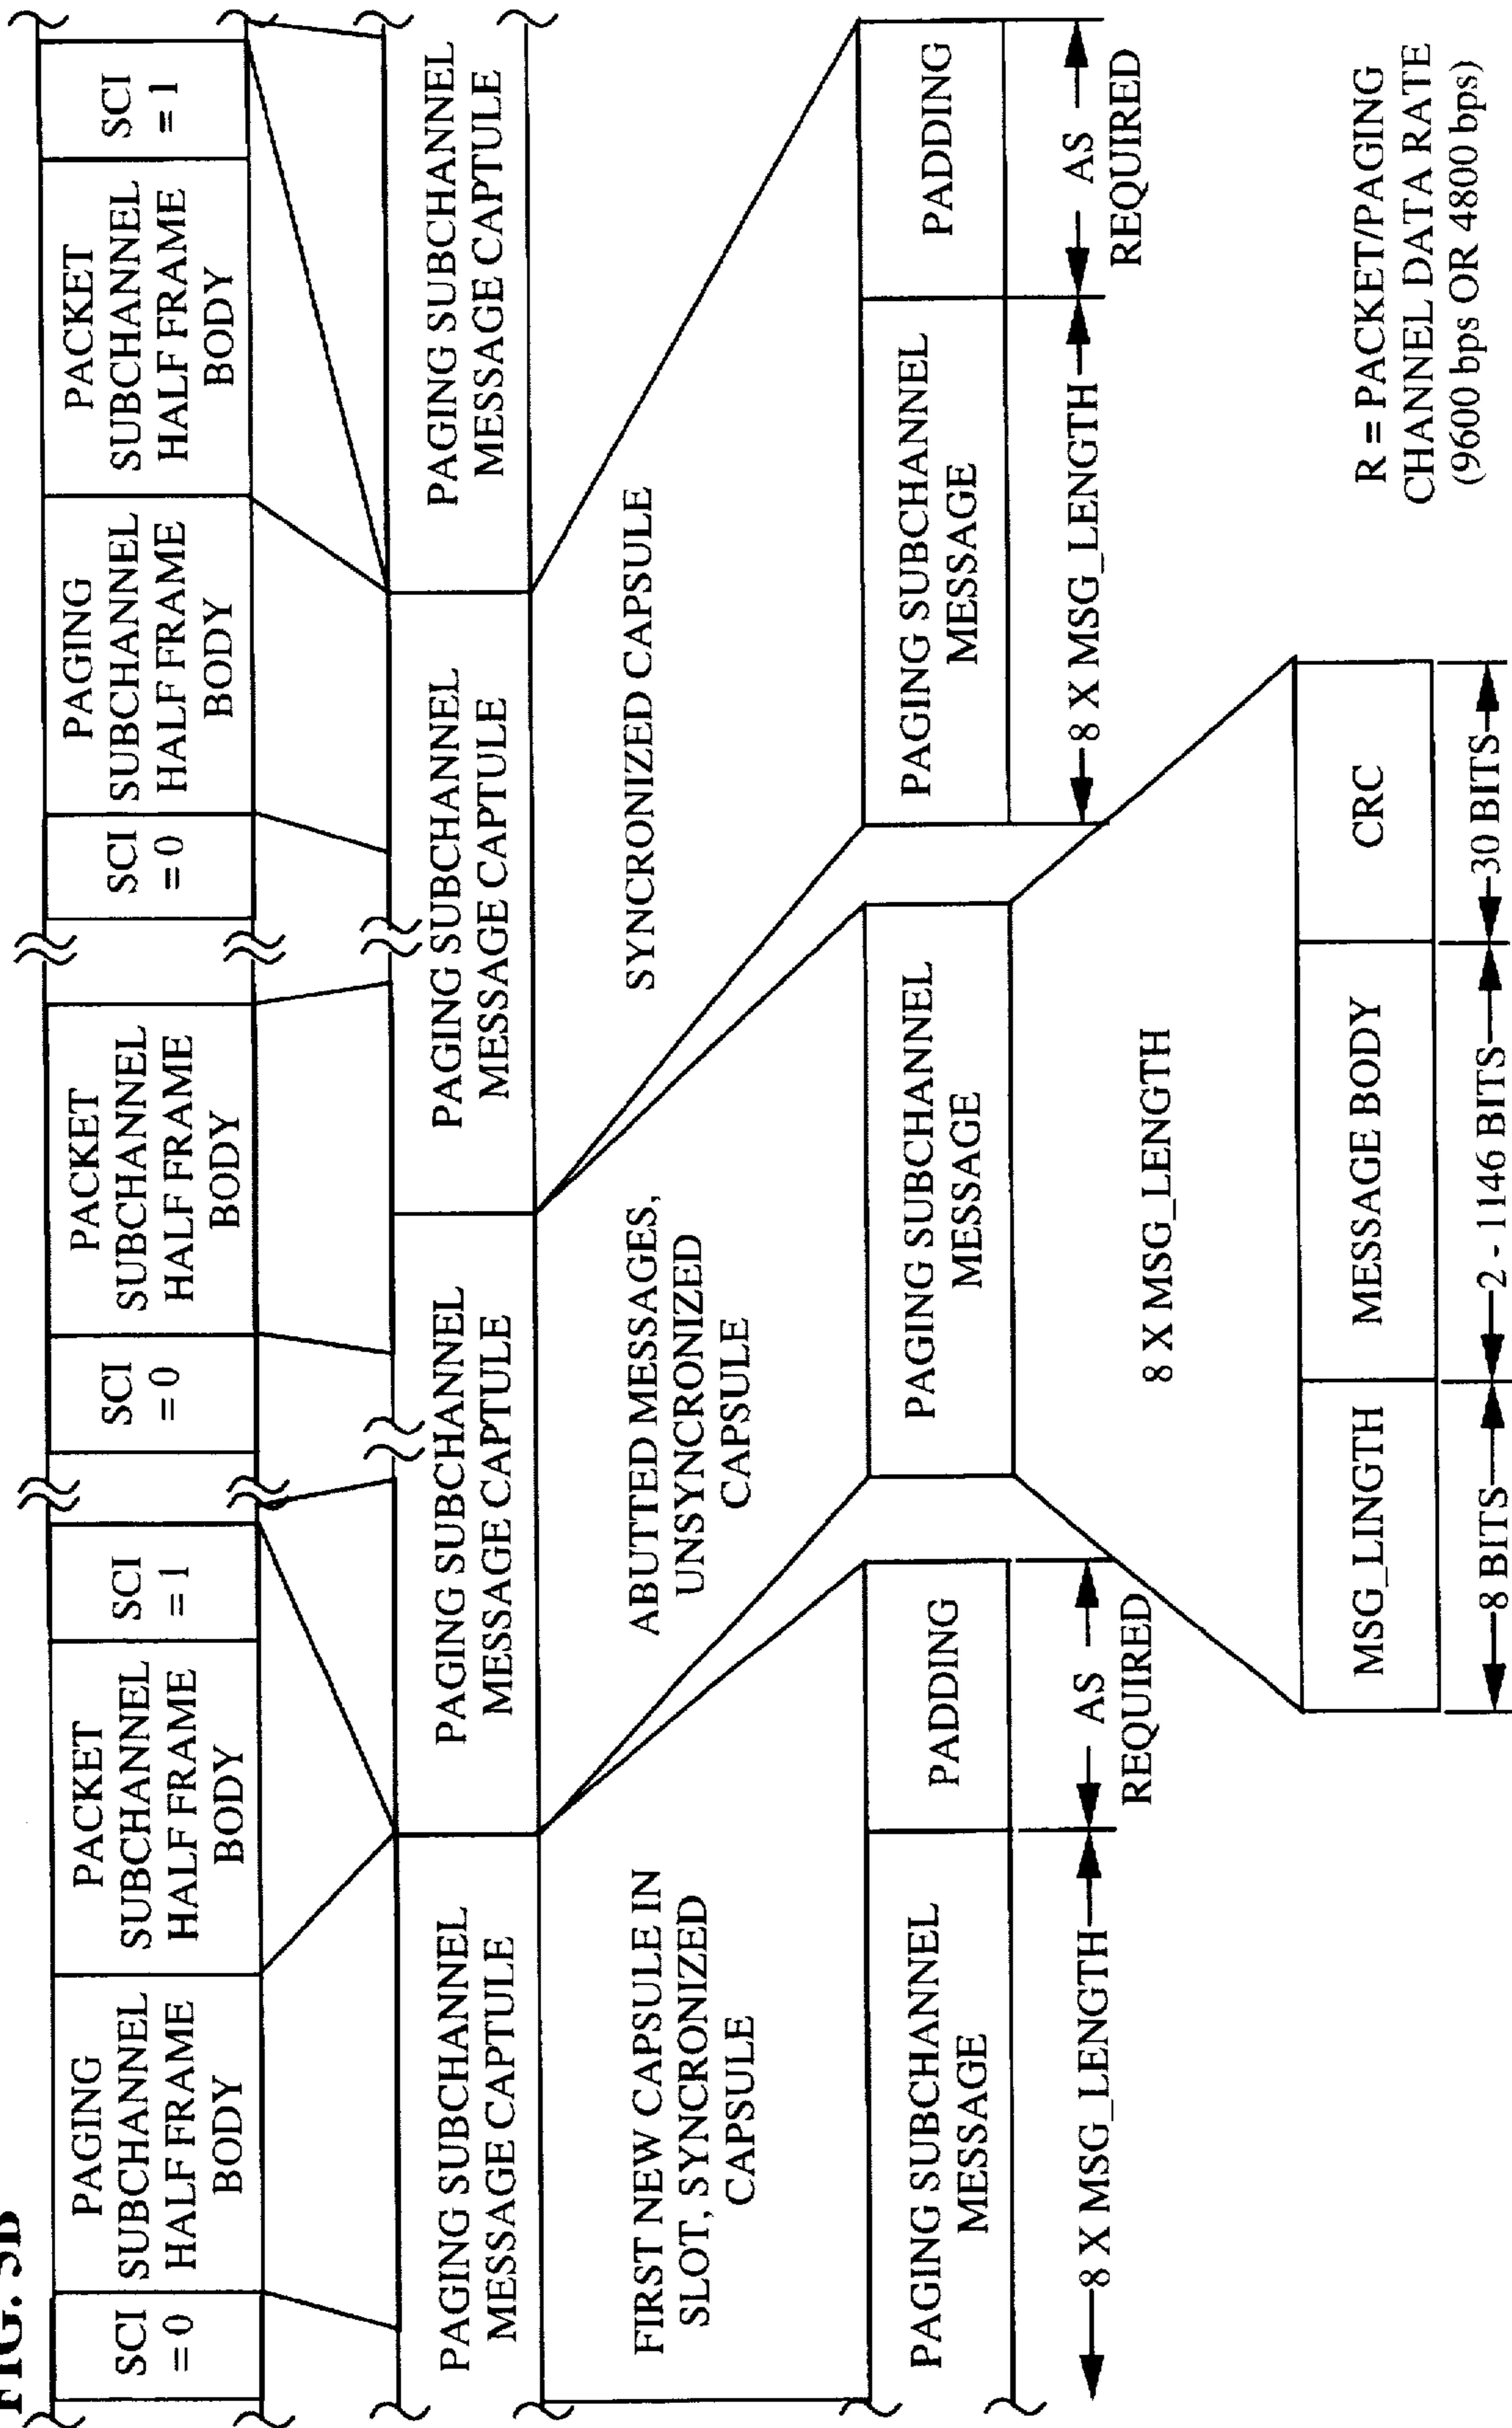 FIG.
SCI
= 0
PAGING
SUBCHANNEL
HALF FRAME
BODY
PACKET
SUBCHANNEL
HALF FRAME
BODY
SCI
= 1
SCI
= 0
PACKET
SUBCHANNEL
HALF FRAME
BODY
SCI
= 0
PAGING
SUBCHANNEL
HALF FRAME
BODY
PACKET
SUBCHANNEL
HALF FRAME
BODY
SCI
= 1
PAGING SUBCHANNEL
MESSAGE CAPTULE
PAGING SUBCHANNEL
MESSAGE CAPTULE
PAGING SUBCHANNEL
MESSAGE CAPTULE
PAGING SUBCHANNEL
MESSAGE CAPTULE
FIRST NEW CAPSULE IN
SLOT, SYNCRONIZED
CAPSULE
ABUTTED MESSAGES,
UNSYNCRONIZED
CAPSULE
SYNCRONIZED CAPSULE
PAGING SUBCHANNEL
MESSAGE
PADDING
PAGING SUBCHANNEL
MESSAGE
PAGING SUBCHANNEL
MESSAGE
PADDING
8 X MSG_LENGTH
AS
REQUIRED
8 X MSG_LENGTH
8 X MSG_LENGTH
AS
REQUIRED
MSG_LINGTH
MESSAGE BODY
CRC
8 BITS
2 - 1146 BITS
30 BITS
R = PACKET/PAGING
CHANNEL DATA RATE
(9600 bps OR 4800 bps)